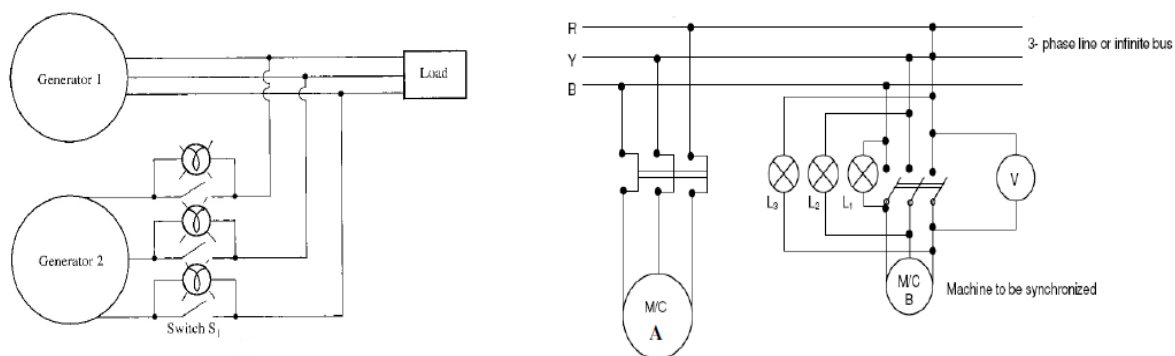 Generator 1
Load
Generator 2
Switch S₁
R
Y
B
3- phase line or infinite bus
L₃
L₂
L₁
V
M/C
A
M/C
B
Machine to be synchronized